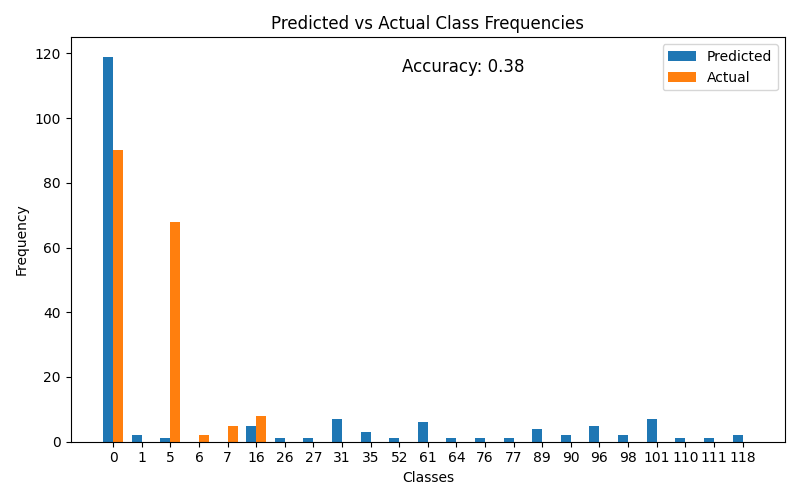 Predicted vs Actual Class Frequencies
Accuracy: 0.38
Predicted
Actual
120
100
80
60
40
20
0
Frequency
0 1 5 6 7 16 26 27 31 35 52 61 64 76 77 89 90 96 98 101 110 111 118
Classes